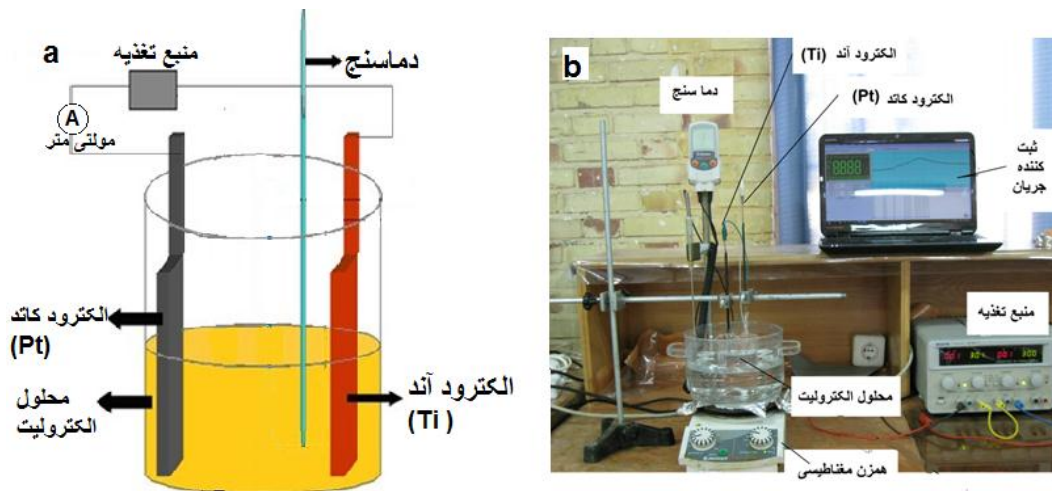 a
منبع تغذیه
دماسنج
A
مولتی متر
الکترود کاتد
(Pt)
محلول
الکترولیت
الکترود آند
(Ti )
b
الکترود آند (Ti)
الکترود کاتد (Pt)
دما سنج
ثبت
کننده
جریان
منبع تغذیه
محلول الکترولیت
همزن مغناطیسی